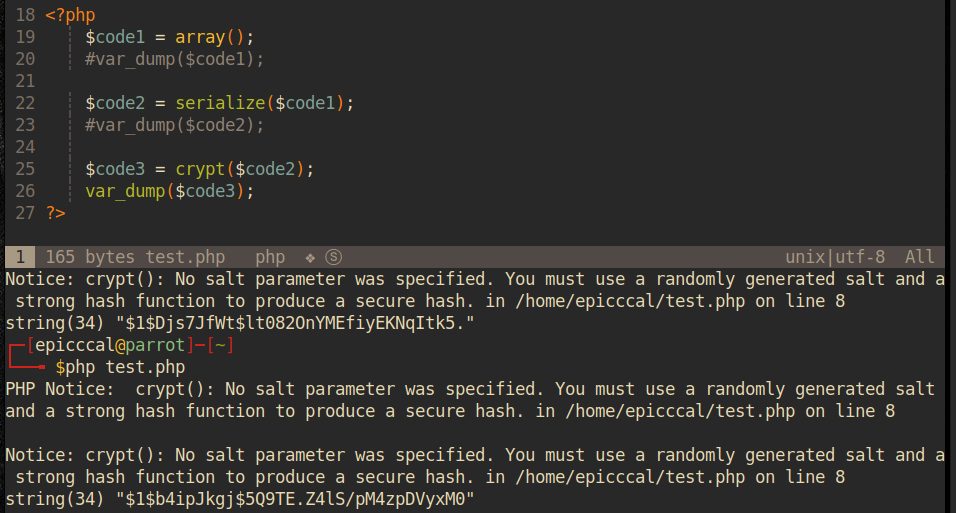 18 <?php
19 $code1 = array();
20 #var_dump($code1);
21
22 $code2 = serialize($code1);
23 #var_dump($code2);
24
25 $code3 = crypt($code2);
26 var_dump($code3);
27 ?>
1 165 bytes test.php php ❖ Ⓢ unix|utf-8 All
Notice: crypt(): No salt parameter was specified. You must use a randomly generated salt and a
strong hash function to produce a secure hash. in /home/epicccal/test.php on line 8
string(34) "$1$Djs7JfWt$lt082OnYMEfiyEKNqItk5."
┌─[epicccal@parrot]─[~]
└──╼ $php test.php
PHP Notice:  crypt(): No salt parameter was specified. You must use a randomly generated salt
and a strong hash function to produce a secure hash. in /home/epicccal/test.php on line 8
Notice: crypt(): No salt parameter was specified. You must use a randomly generated salt and a
strong hash function to produce a secure hash. in /home/epicccal/test.php on line 8
string(34) "$1$b4ipJkgj$5Q9TE.Z4lS/pM4zpDVyxM0"